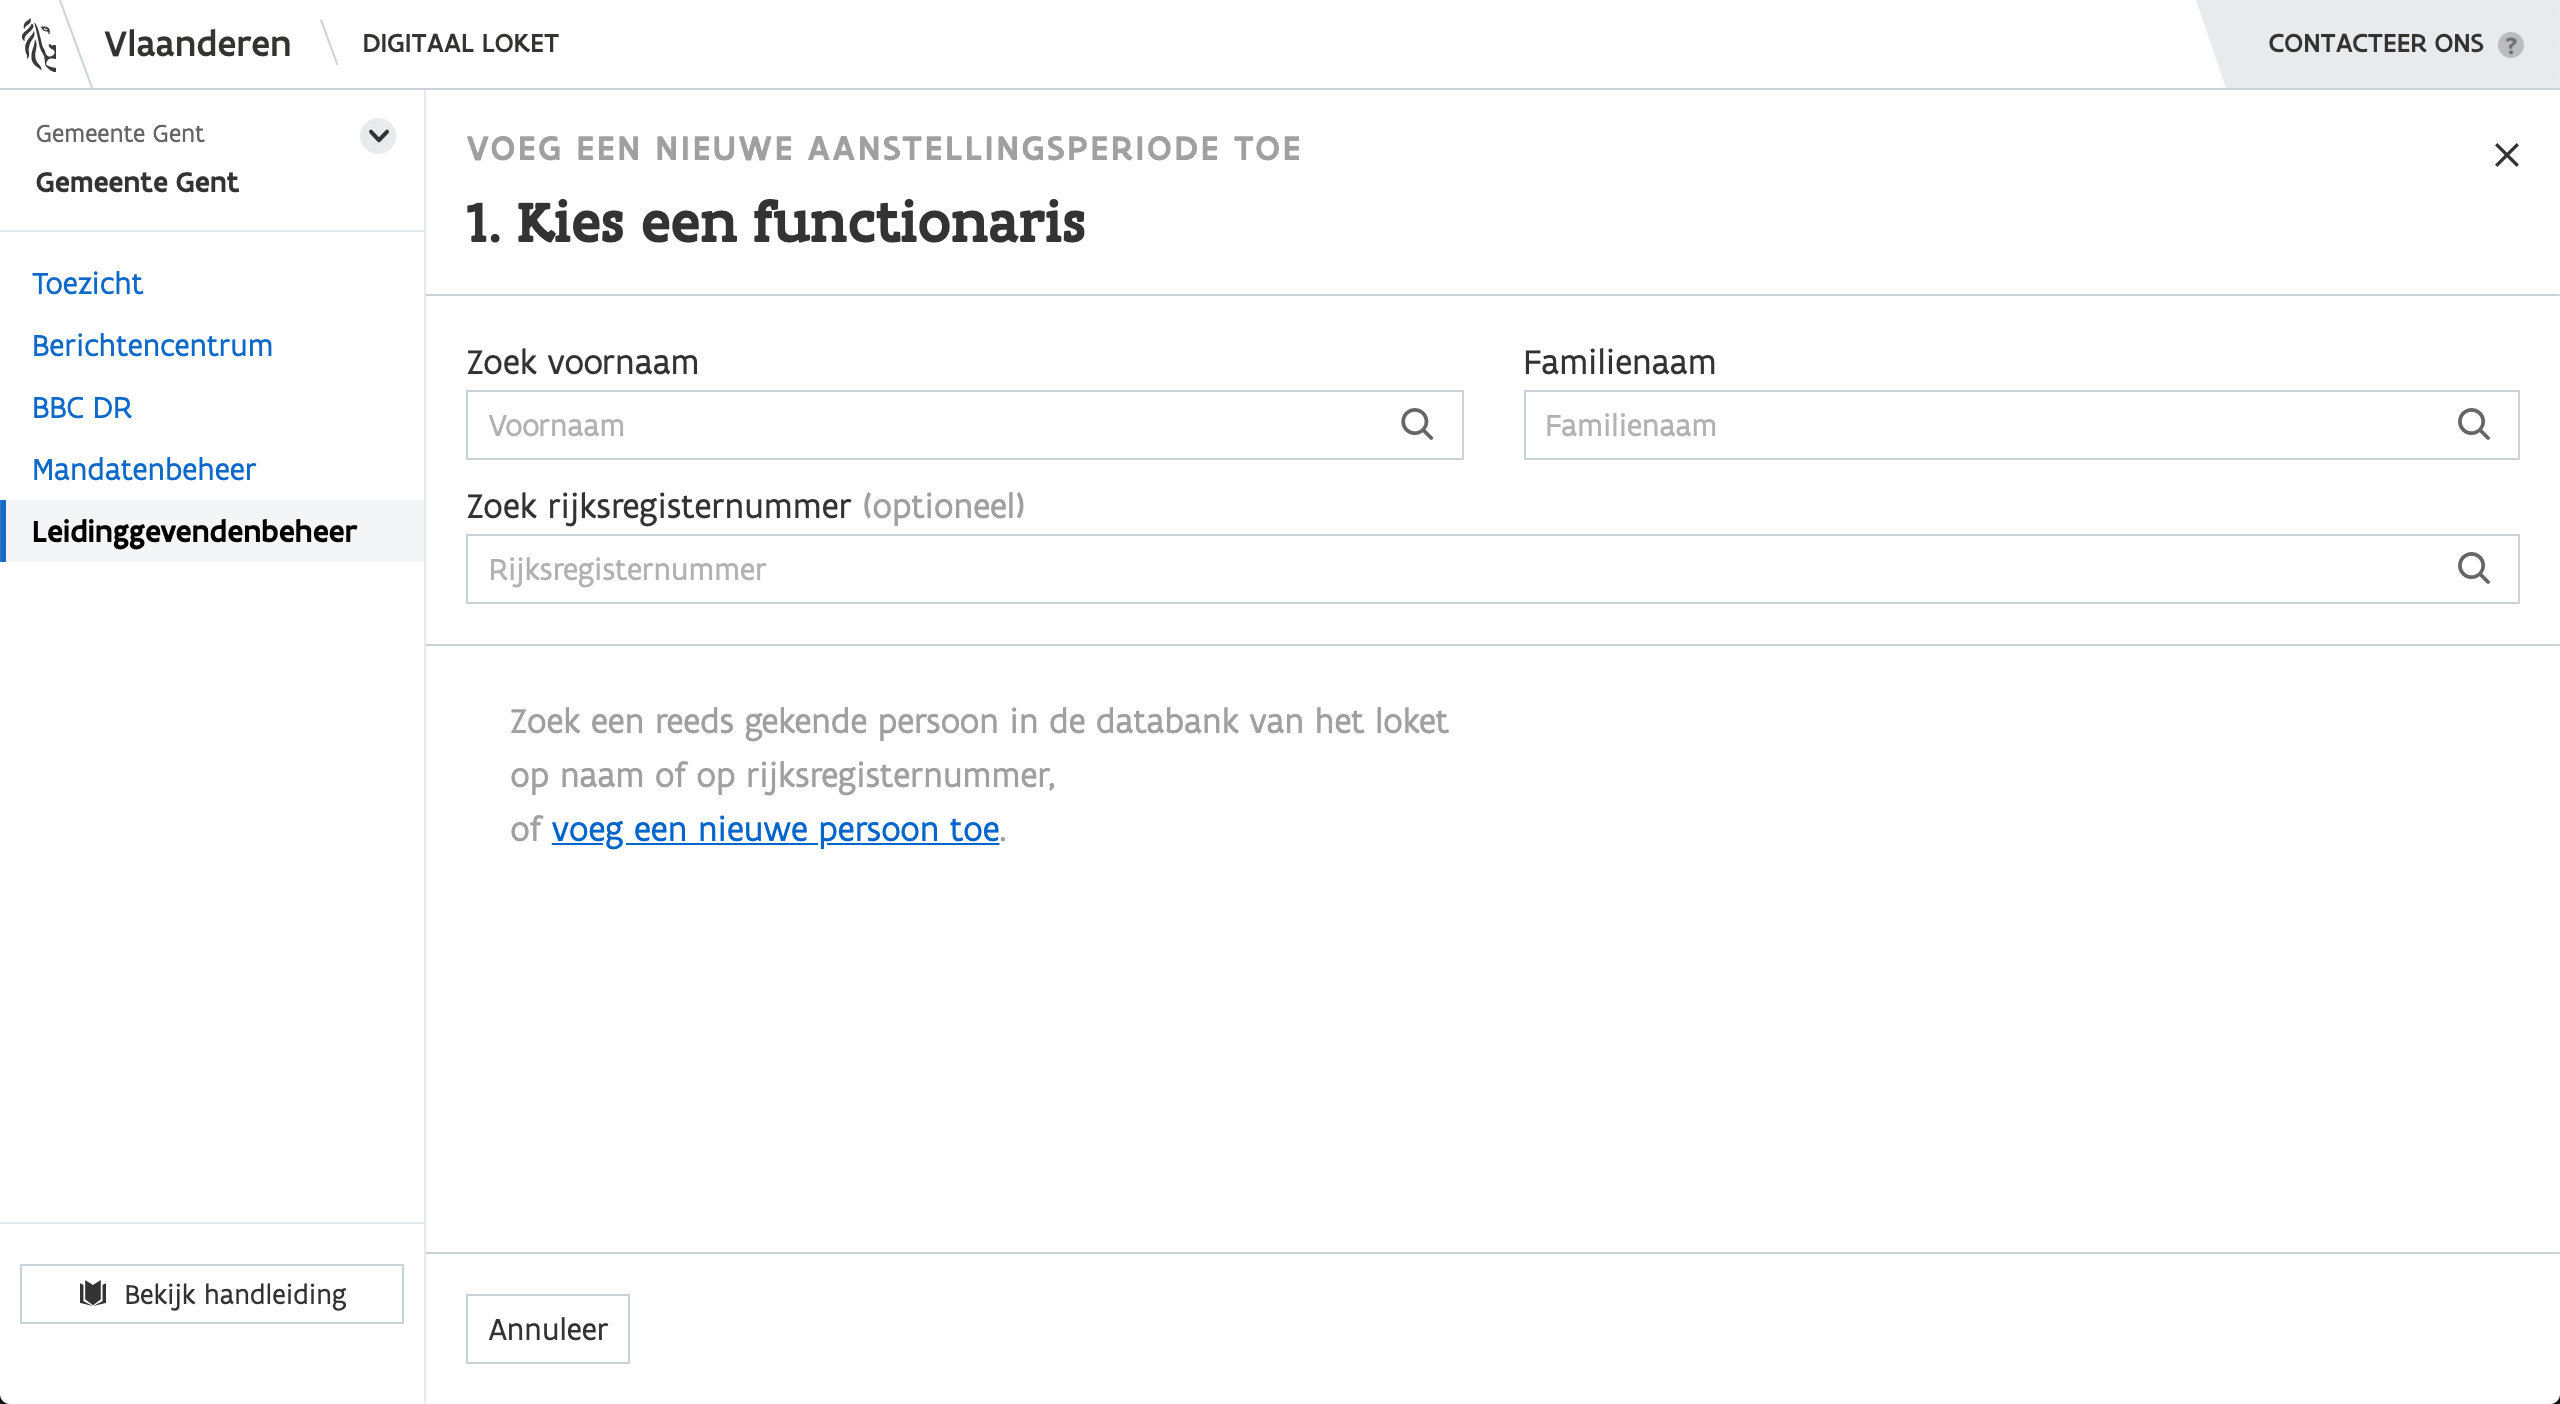 Vlaanderen
DIGITAAL LOKET
CONTACTEER ONS ?
Gemeente Gent
Gemeente Gent
Toezicht
Berichtencentrum
BBC DR
Mandatenbeheer
Leidinggevendenbeheer
Bekijk handleiding
VOEG EEN NIEUWE AANSTELLINGSPERIODE TOE
1. Kies een functionaris
Zoek voornaam
Voornaam
Familienaam
Familienaam
Zoek rijksregisternummer (optioneel)
Rijksregisternummer
Zoek een reeds gekende persoon in de databank van het loket
op naam of op rijksregisternummer,
of voeg een nieuwe persoon toe.
Annuleer